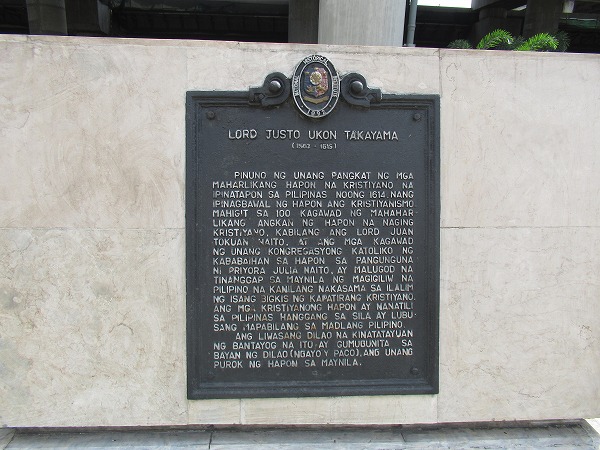 NATIONAL HISTORICAL INSTITUTE
LORD JUSTO UKON TAKAYAMA
(1552 - 1615)
PINUNO NG UNANG PANGKAT NG MGA
MAHARLIKANG HAPON NA KRISTIYANO NA
IPINATAPON SA PILIPINAS NOONG 1614, NANG
IPINAGBAWAL NG HAPON ANG KRISTIYANISMO
MAHIGIT SA 100 KAGAWAD NG MAHAHAR-
LIKANG ANGKAN NG HAPON NA NAGING
KRISTIYANO, KABILANG ANG LORD JUAN
TOKUAN NAITO, AT ANG MGA KAGAWAD
NG UNANG KONGREGASYONG KATOLIKO NG
KABABAIHAN SA HAPON SA PANGUNGUNA
NI PRIYORA JULIA NAITO, AY MALUGOD NA
TINANGGAP SA MAYNILA NG MAGIGILIW NA
PILIPINO NA KANILANG NAKASAMA SA ILALIM
NG ISANG BIGKIS NG KAPATIRANG KRISTIYANO.
ANG MGA KRISTIYANONG HAPON AY NANATILI
SA PILIPINAS HANGGANG SA SILA AY LUBU-
SANG MAPABILANG SA MADLANG PILIPINO.
ANG LIWASANG DILAO NA KINATATAYUAN
NG BANTAYOG NA ITO AY GUMUGUNITA SA
BAYAN NG DILAO (NGAYO'Y PACO), ANG UNANG
PUROK NG HAPON SA MAYNILA.